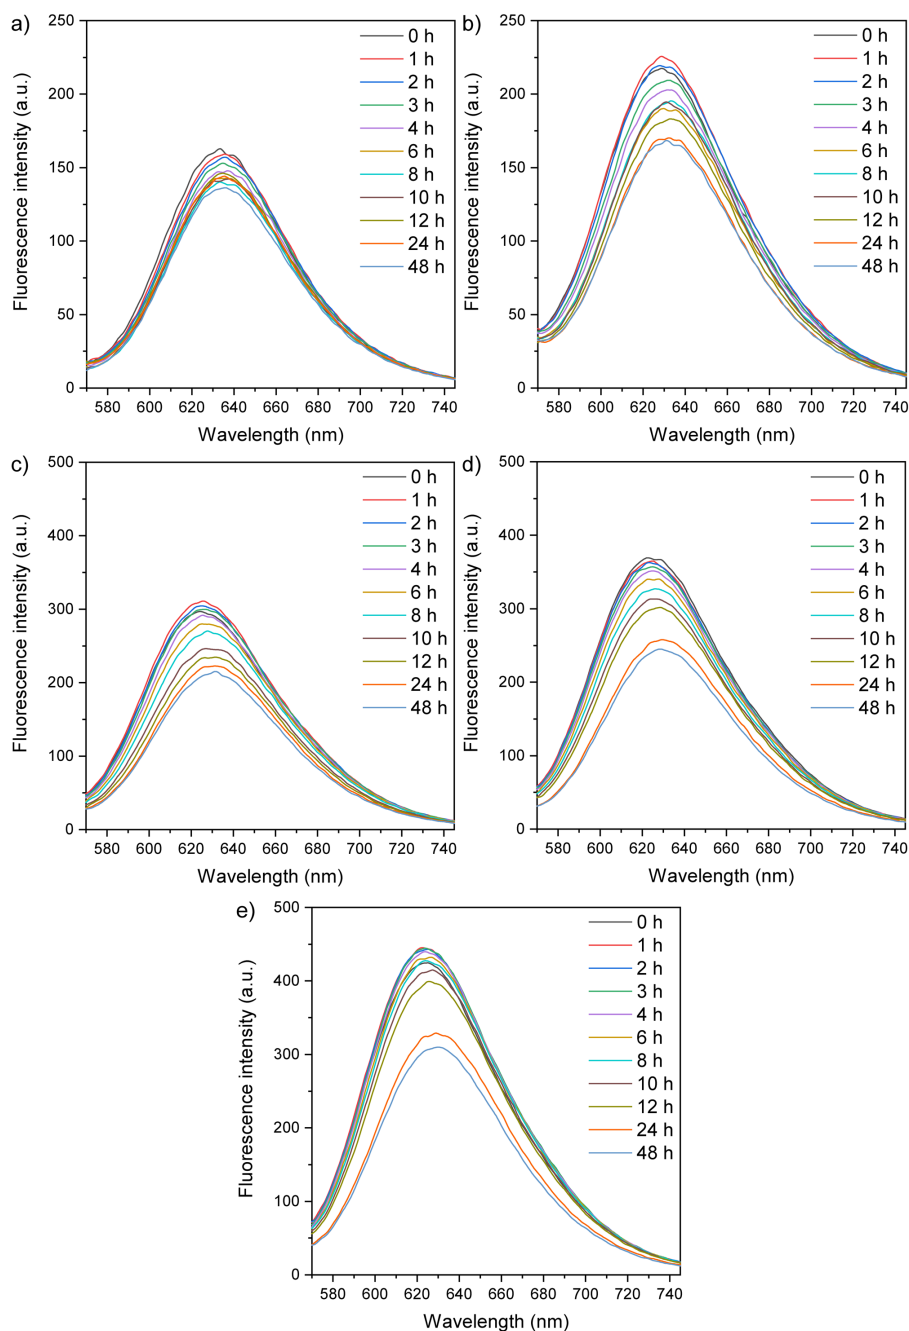 a)
250
200
150
100
50
0
Fluorescence intensity (a.u.)
580 600 620 640 660 680 700 720 740
Wavelength (nm)
0 h
1 h
2 h
3 h
4 h
6 h
8 h
10 h
12 h
24 h
48 h
b)
250
200
150
100
50
0
Fluorescence intensity (a.u.)
580 600 620 640 660 680 700 720 740
Wavelength (nm)
0 h
1 h
2 h
3 h
4 h
6 h
8 h
10 h
12 h
24 h
48 h
c)
500
400
300
200
100
0
Fluorescence intensity (a.u.)
580 600 620 640 660 680 700 720 740
Wavelength (nm)
0 h
1 h
2 h
3 h
4 h
6 h
8 h
10 h
12 h
24 h
48 h
d)
500
400
300
200
100
0
Fluorescence intensity (a.u.)
580 600 620 640 660 680 700 720 740
Wavelength (nm)
0 h
1 h
2 h
3 h
4 h
6 h
8 h
10 h
12 h
24 h
48 h
e)
500
400
300
200
100
0
Fluorescence intensity (a.u.)
580 600 620 640 660 680 700 720 740
Wavelength (nm)
0 h
1 h
2 h
3 h
4 h
6 h
8 h
10 h
12 h
24 h
48 h